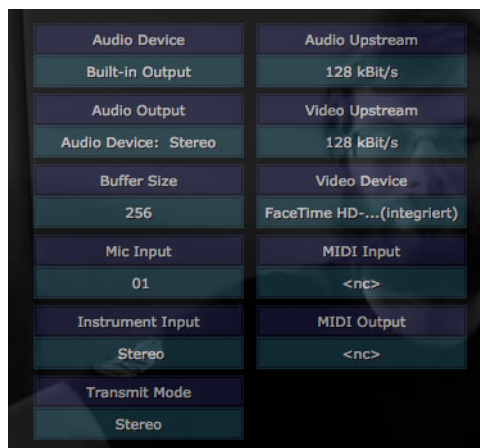 Audio Device
Built-in Output
Audio Output
Audio Device:  Stereo
Buffer Size
256
Mic Input
01
Instrument Input
Stereo
Transmit Mode
Stereo
Audio Upstream
128 kBit/s
Video Upstream
128 kBit/s
Video Device
FaceTime HD-...(integriert)
MIDI Input
<nc>
MIDI Output
<nc>